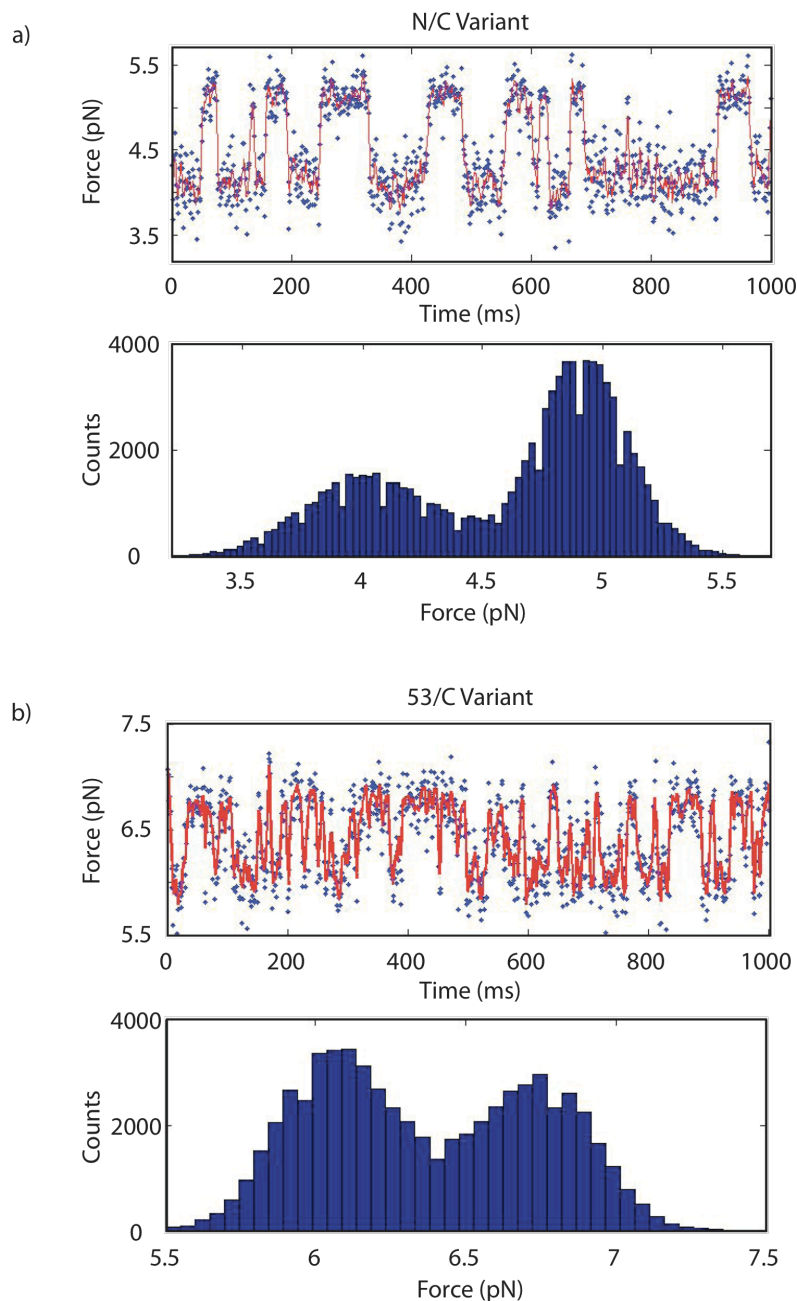 a)
N/C Variant
Force (pN)
5.5
4.5
3.5
0 200 400 600 800 1000
Time (ms)
Counts
4000
2000
0
3.5 4 4.5 5 5.5
Force (pN)
b)
53/C Variant
Force (pN)
7.5
6.5
5.5
0 200 400 600 800 1000
Time (ms)
Counts
4000
2000
0
5.5 6 6.5 7 7.5
Force (pN)